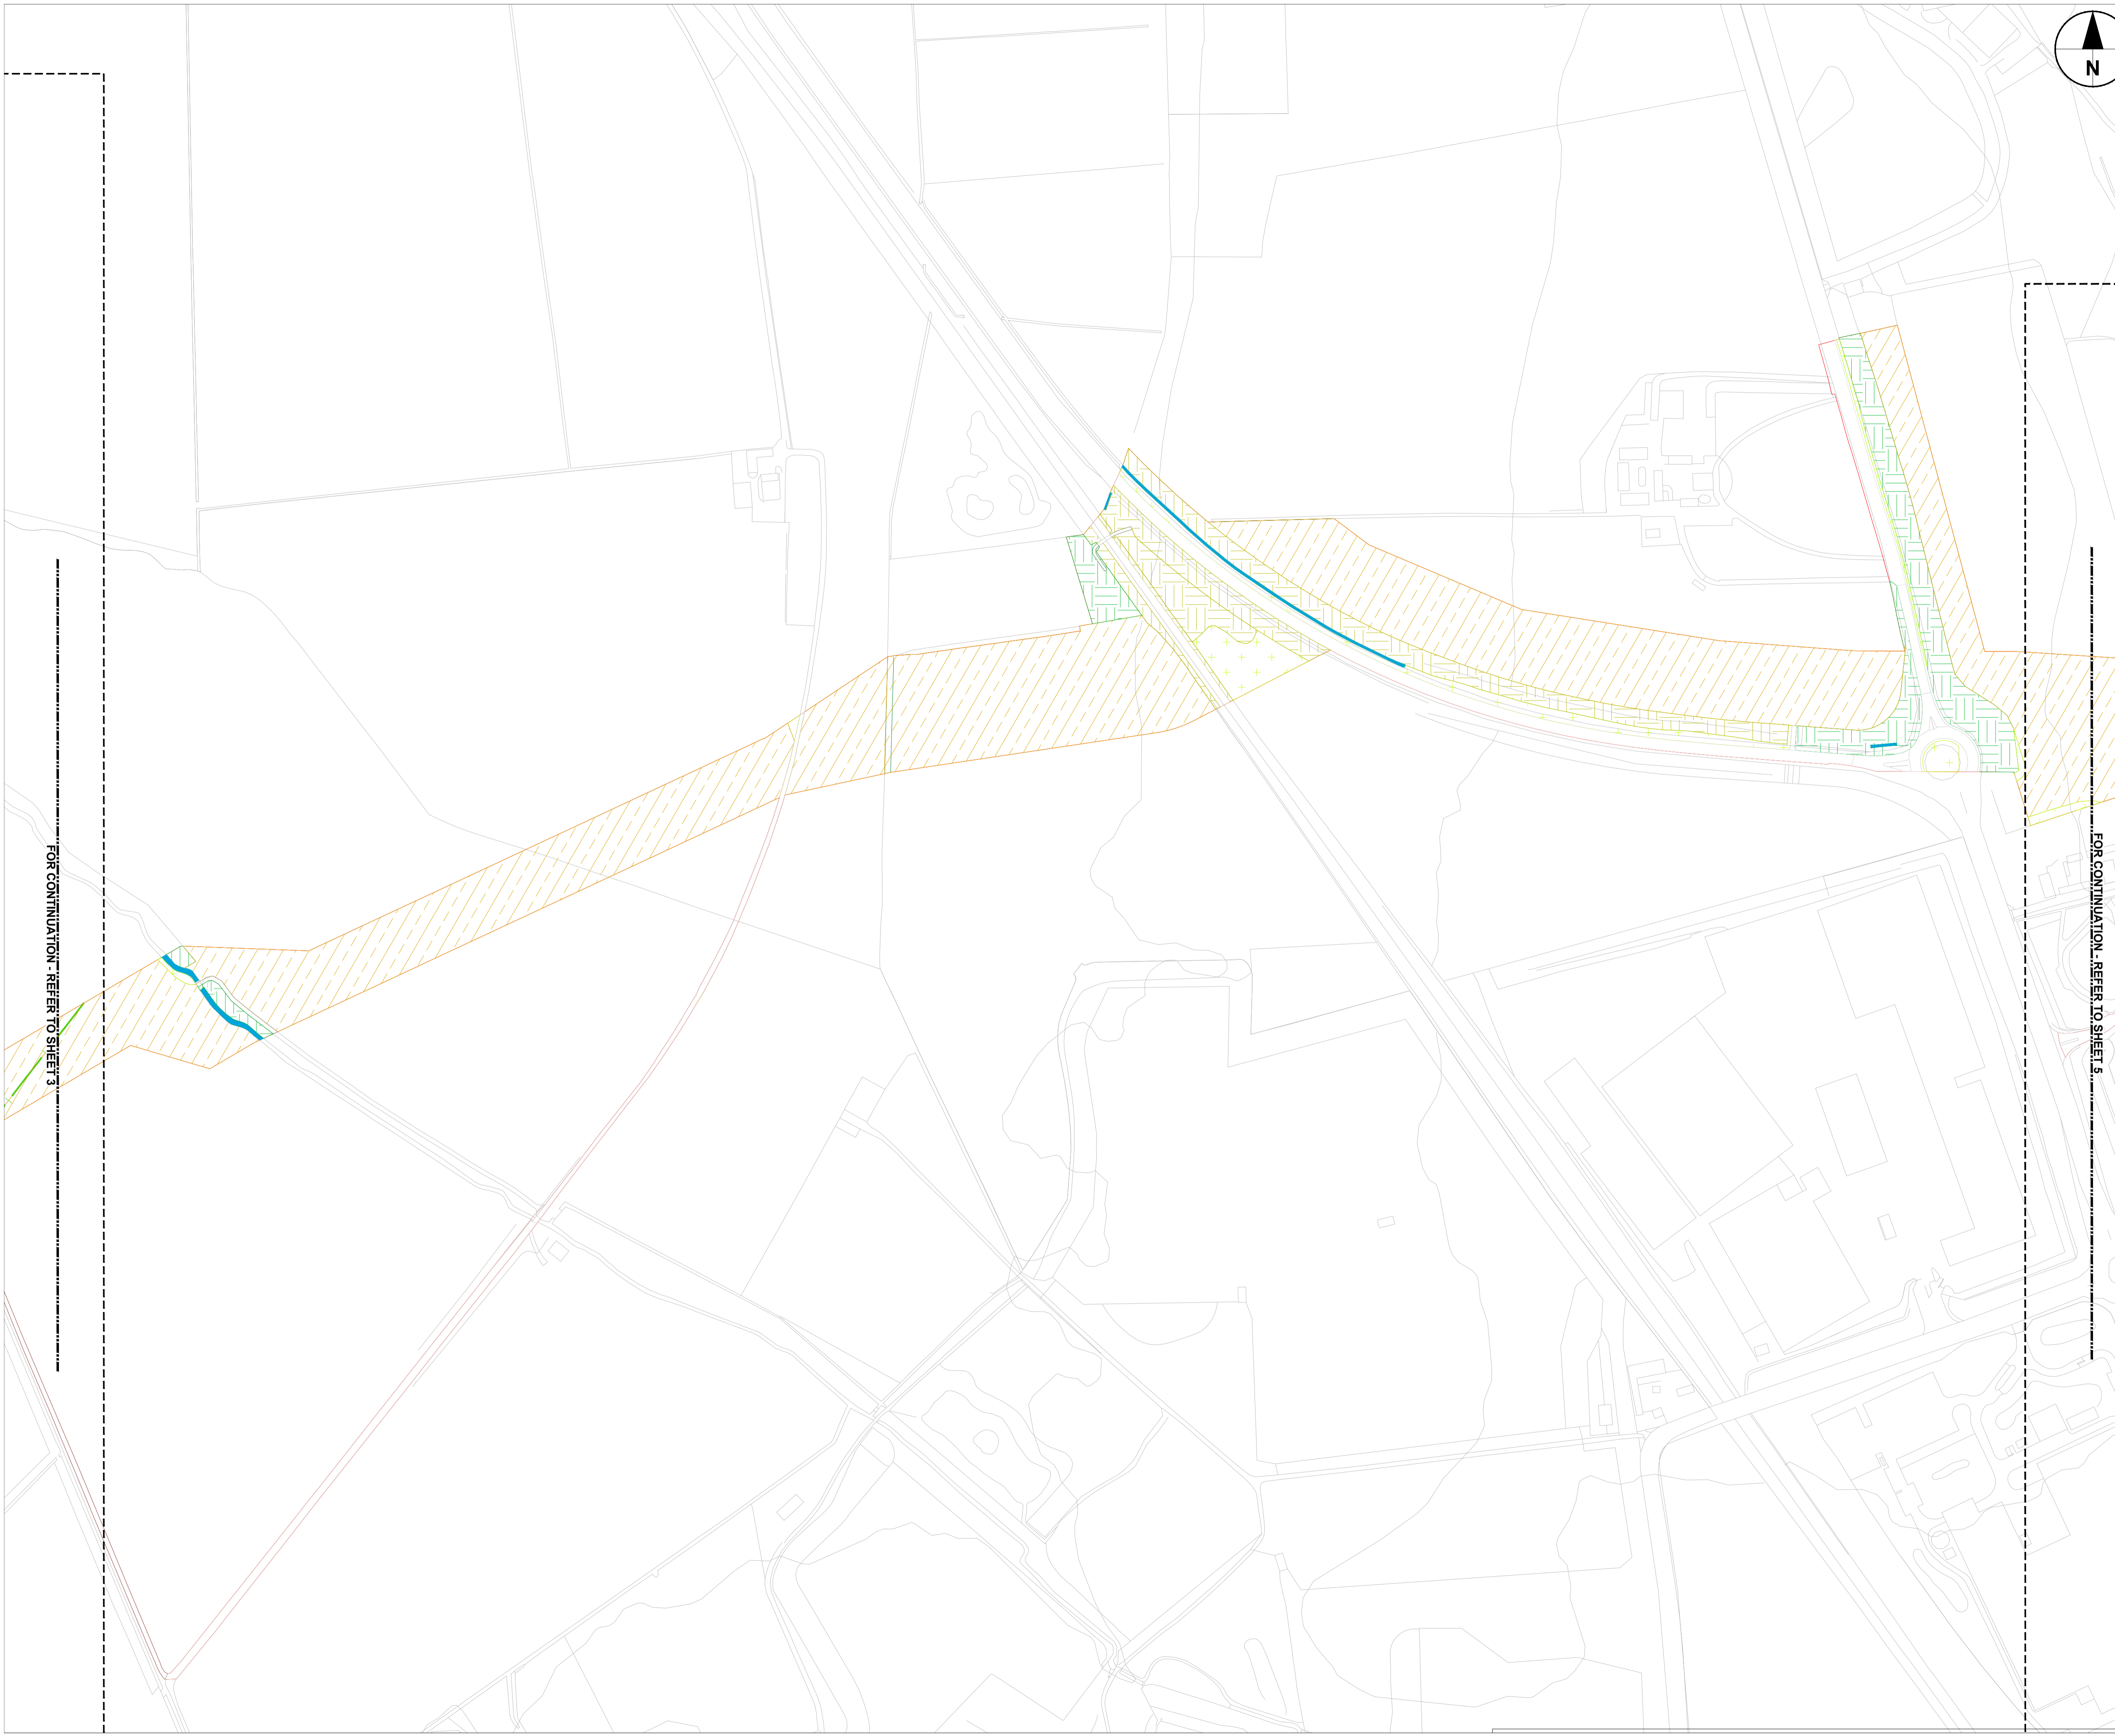 N
FOR CONTINUATION - REFER TO SHEET 3
FOR CONTINUATION - REFER TO SHEET 5